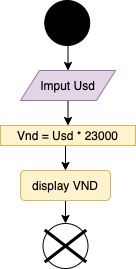 Imput Usd
Vnd = Usd * 23000
display VND